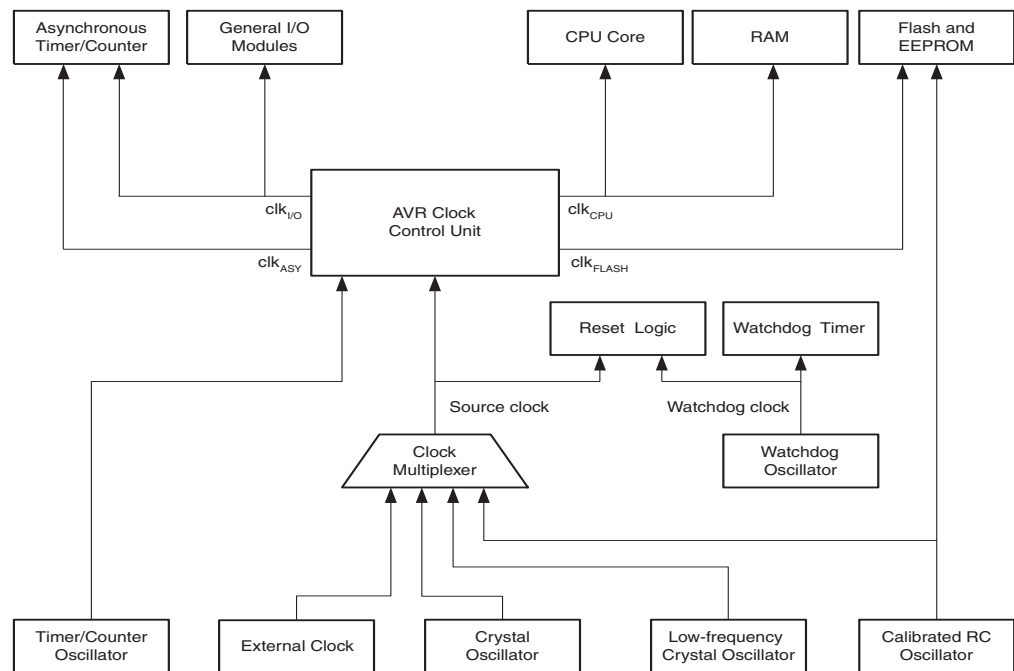 Asynchronous
Timer/Counter
General I/O
Modules
CPU Core
RAM
Flash and
EEPROM
clkI/O
AVR Clock
Control Unit
clkCPU
clkASY
clkFLASH
Reset Logic
Watchdog Timer
Source clock
Watchdog clock
Clock
Multiplexer
Watchdog
Oscillator
Timer/Counter
Oscillator
External Clock
Crystal
Oscillator
Low-frequency
Crystal Oscillator
Calibrated RC
Oscillator